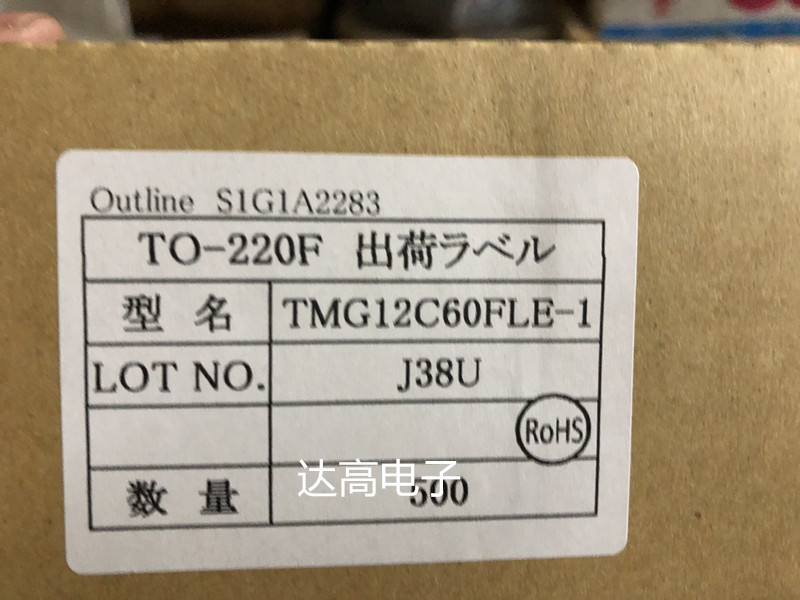 Outline S1G1A2283
TO-220F 出荷ラベル
型 名 TMG12C60FLE-1
LOT NO. J38U
RoHS
达高电子
数 量 500